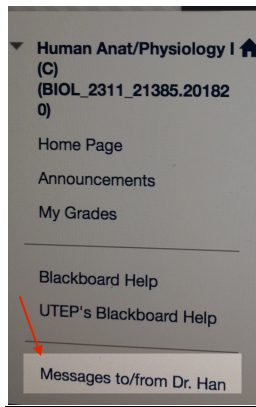 Human Anat/Physiology I
(C)
(BIOL_2311_21385.20182
0)
Home Page
Announcements
My Grades
Blackboard Help
UTEP's Blackboard Help
Messages to/from Dr. Han